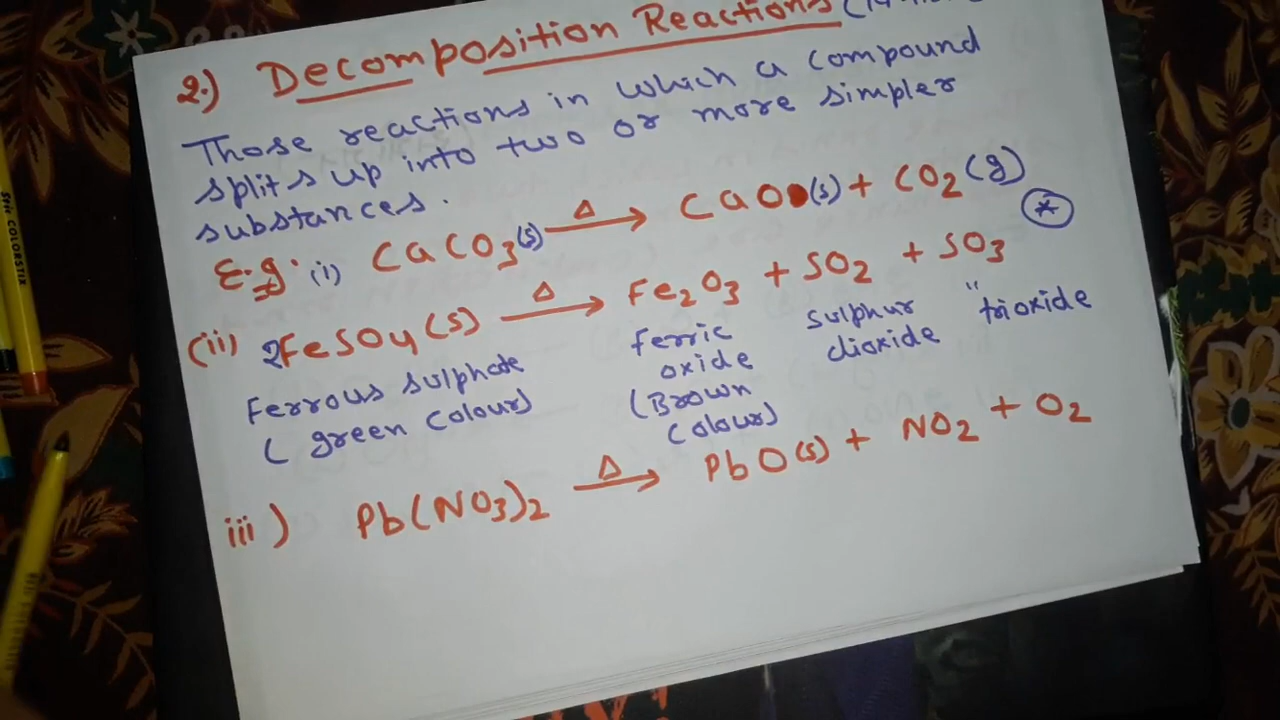 2.) Decomposition Reactions
Those reactions in which a compound
splits up into two or more simpler
substances.
E.g. (i) CaCO3(s) Δ→ CaO(s) + CO2(g)
*
(ii) 2FeSO4(s) Δ→ Fe2O3 + SO2 + SO3
Ferrous sulphate Ferric oxide sulphur dioxide " trioxide
(green colour) (Brown colour)
iii) Pb(NO3)2 Δ→ PbO(s) + NO2 + O2